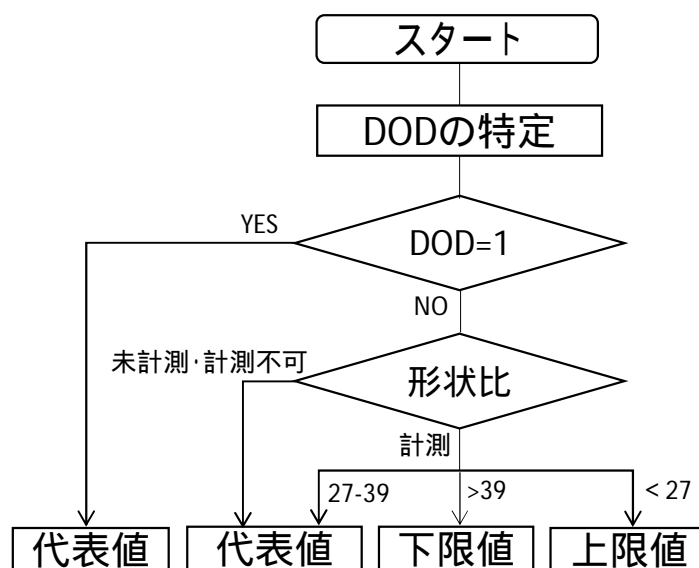 スタート
DODの特定
YES
DOD=1
NO
未計測·計測不可
形状比
計測
27-39
>39
< 27
代表値
代表値
下限値
上限値